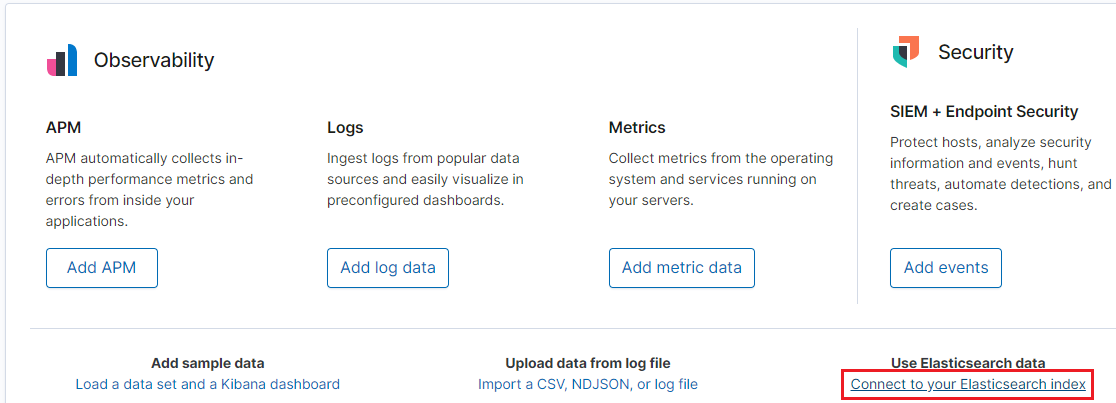 Observability
Security
APM
APM automatically collects in-
depth performance metrics and
errors from inside your
applications.
Add APM
Logs
Ingest logs from popular data
sources and easily visualize in
preconfigured dashboards.
Add log data
Metrics
Collect metrics from the operating
system and services running on
your servers.
Add metric data
SIEM + Endpoint Security
Protect hosts, analyze security
information and events, hunt
threats, automate detections, and
create cases.
Add events
Add sample data
Load a data set and a Kibana dashboard
Upload data from log file
Import a CSV, NDJSON, or log file
Use Elasticsearch data
Connect to your Elasticsearch index